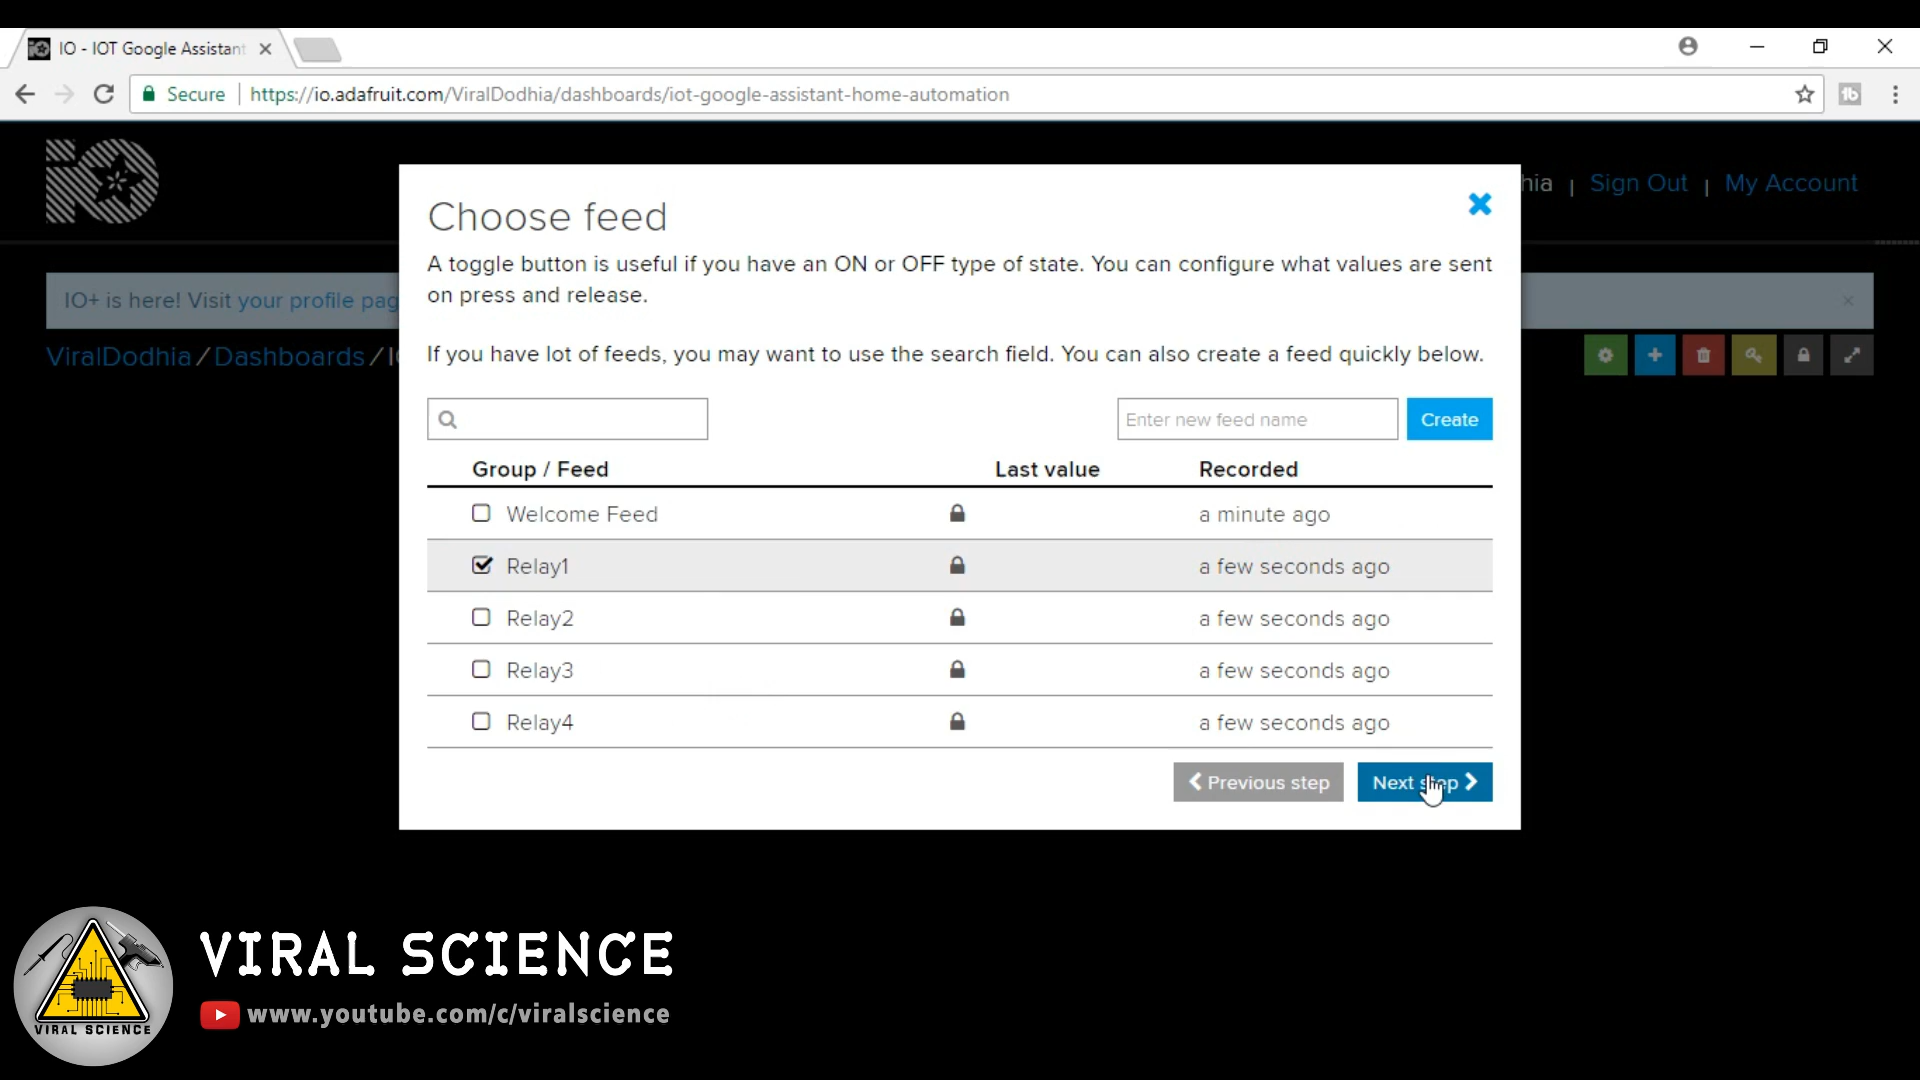 IO - IOT Google Assistant
Secure
https://io.adafruit.com/ViralDodhia/dashboards/iot-google-assistant-home-automation
hia | Sign Out | My Account
IO+ is here! Visit your profile pag
ViralDodhia / Dashboards /
Choose feed
A toggle button is useful if you have an ON or OFF type of state. You can configure what values are sent
on press and release.
If you have lot of feeds, you may want to use the search field. You can also create a feed quickly below.
Enter new feed name
Create
Group / Feed Last value Recorded
Welcome Feed a minute ago
Relay1 a few seconds ago
Relay2 a few seconds ago
Relay3 a few seconds ago
Relay4 a few seconds ago
Previous step
Next step
VIRAL SCIENCE
www.youtube.com/c/viralscience
VIRAL SCIENCE